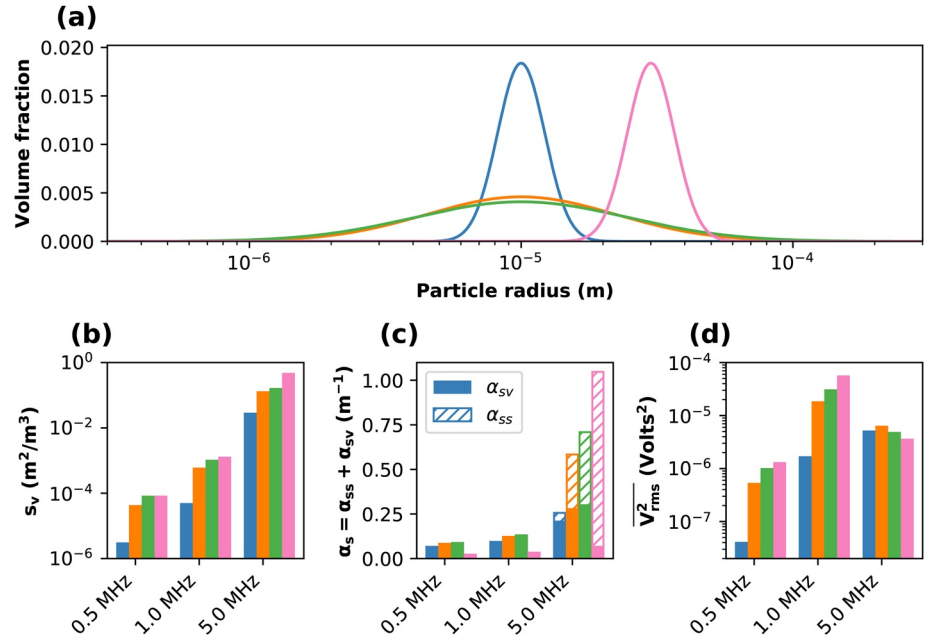 (a)
0.020
0.015
0.010
0.005
0.000
Volume fraction
10⁻⁶ 10⁻⁵ 10⁻⁴
Particle radius (m)
(b) (c) (d)
10⁰
10⁻²
10⁻⁴
10⁻⁶
sᵥ (m²/m³)
0.5 MHz 1.0 MHz 5.0 MHz
1.00
0.75
0.50
0.25
0.00
αₛ = αₛₛ + αₛᵥ (m⁻¹)
αₛᵥ
αₛₛ
0.5 MHz 1.0 MHz 5.0 MHz
10⁻⁴
10⁻⁵
10⁻⁶
10⁻⁷
V²rms (Volts²)
0.5 MHz 1.0 MHz 5.0 MHz